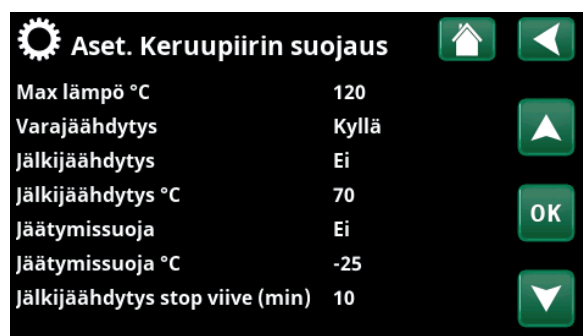 Aset. Keruupiirin suojaus
Max lämpö °C 120
Varajäähdytys Kyllä
Jälkijäähdytys Ei
Jälkijäähdytys °C 70
Jäätymissuoja Ei
Jäätymissuoja °C -25
Jälkijäähdytys stop viive (min) 10
OK